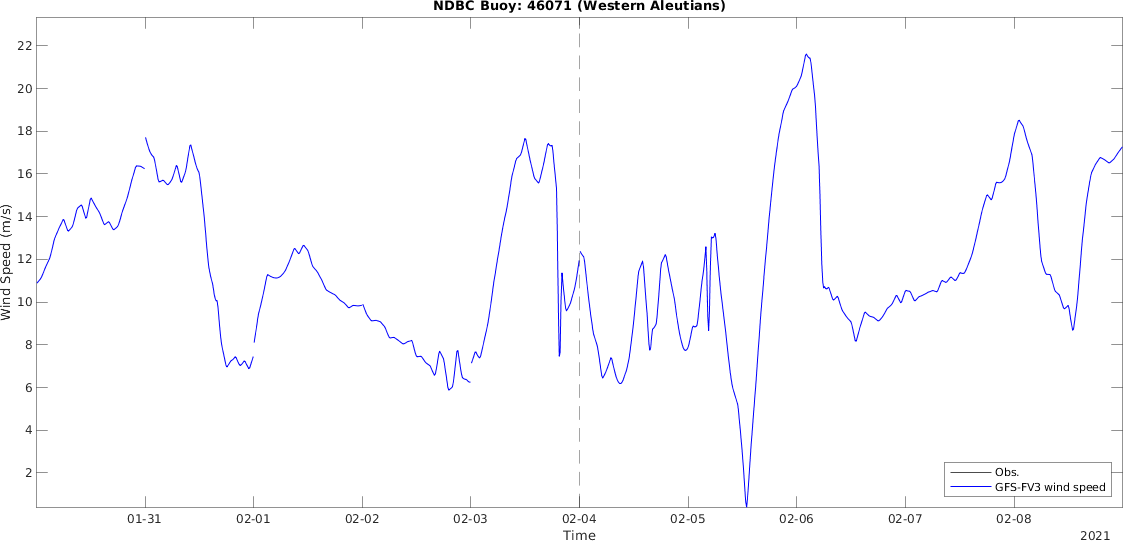 NDBC Buoy: 46071 (Western Aleutians)
Wind Speed (m/s)
22
20
18
16
14
12
10
8
6
4
2
Obs.
GFS-FV3 wind speed
01-31 02-01 02-02 02-03 02-04 02-05 02-06 02-07 02-08
Time
2021